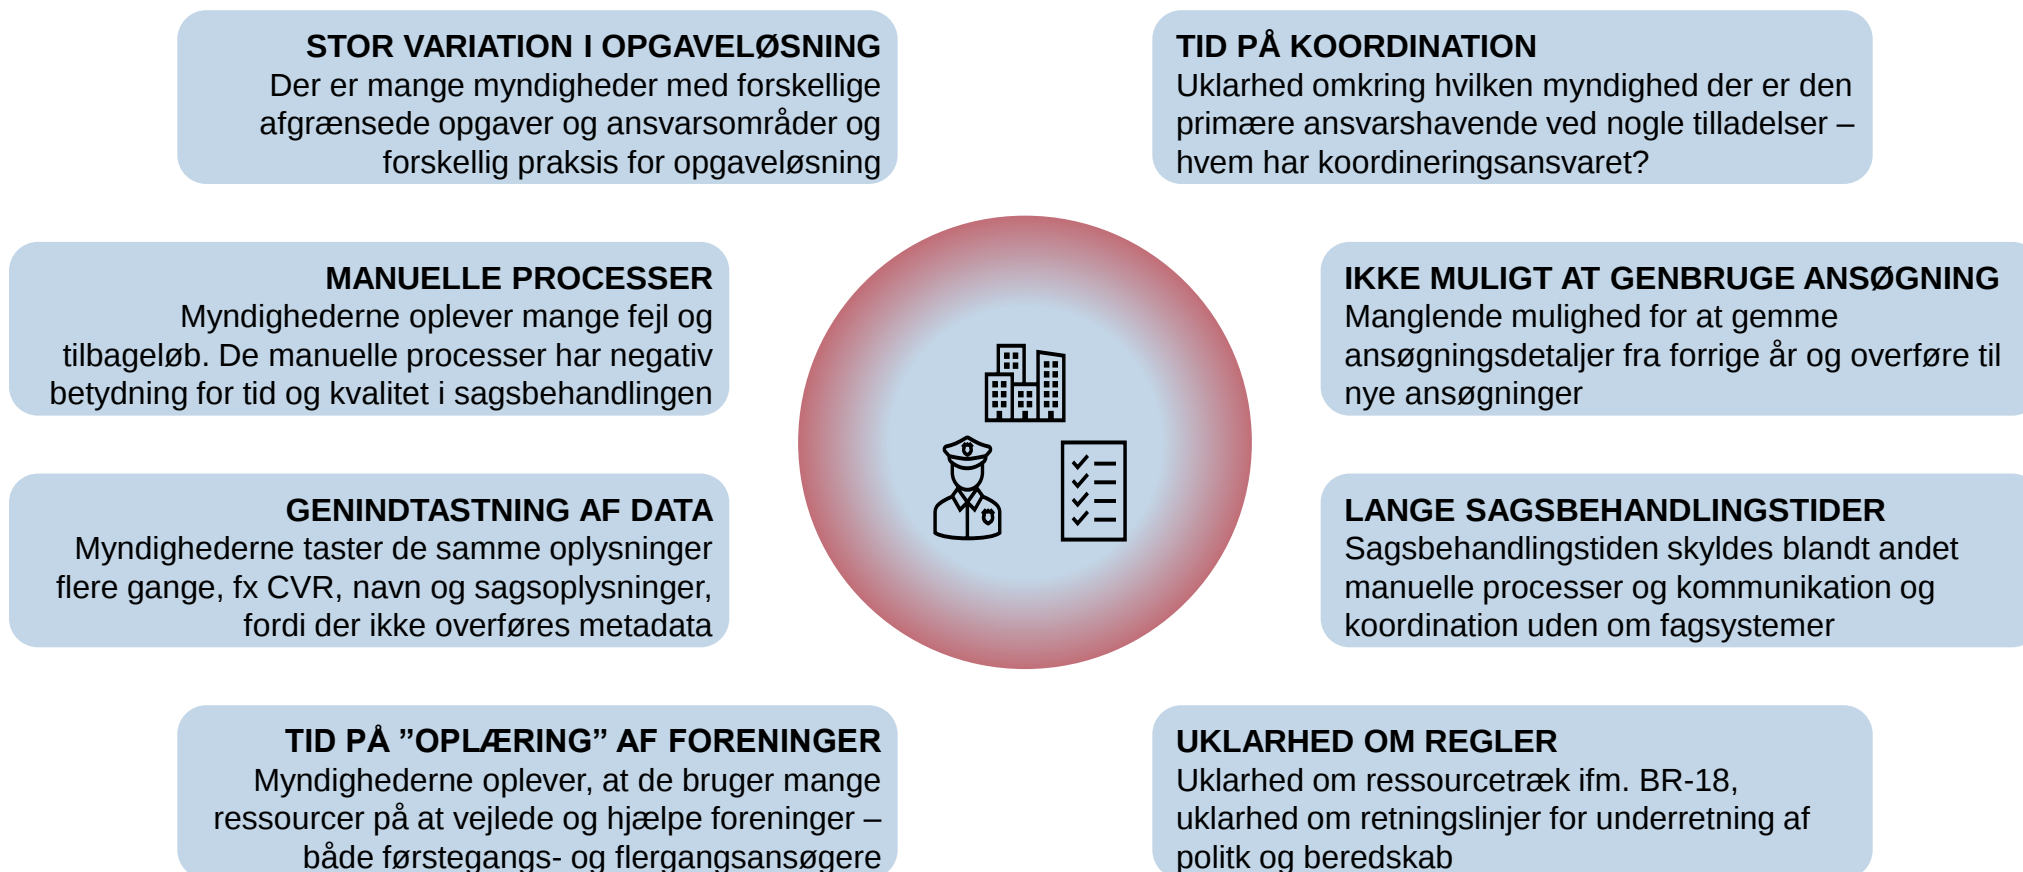 STOR VARIATION I OPGAVELØSNING
Der er mange myndigheder med forskellige
afgrænsede opgaver og ansvarsområder og
forskellig praksis for opgaveløsning
TID PÅ KOORDINATION
Uklarhed omkring hvilken myndighed der er den
primære ansvarshavende ved nogle tilladelser –
hvem har koordineringsansvaret?
MANUELLE PROCESSER
Myndighederne oplever mange fejl og
tilbageløb. De manuelle processer har negativ
betydning for tid og kvalitet i sagsbehandlingen
IKKE MULIGT AT GENBRUGE ANSØGNING
Manglende mulighed for at gemme
ansøgningsdetaljer fra forrige år og overføre til
nye ansøgninger
GENINDTASTNING AF DATA
Myndighederne taster de samme oplysninger
flere gange, fx CVR, navn og sagsoplysninger,
fordi der ikke overføres metadata
LANGE SAGSBEHANDLINGSTIDER
Sagsbehandlingstiden skyldes blandt andet
manuelle processer og kommunikation og
koordination uden om fagsystemer
TID PÅ ”OPLÆRING” AF FORENINGER
Myndighederne oplever, at de bruger mange
ressourcer på at vejlede og hjælpe foreninger –
både førstegangs- og flergangsansøgere
UKLARHED OM REGLER
Uklarhed om ressourcetræk ifm. BR-18,
uklarhed om retningslinjer for underretning af
politk og beredskab